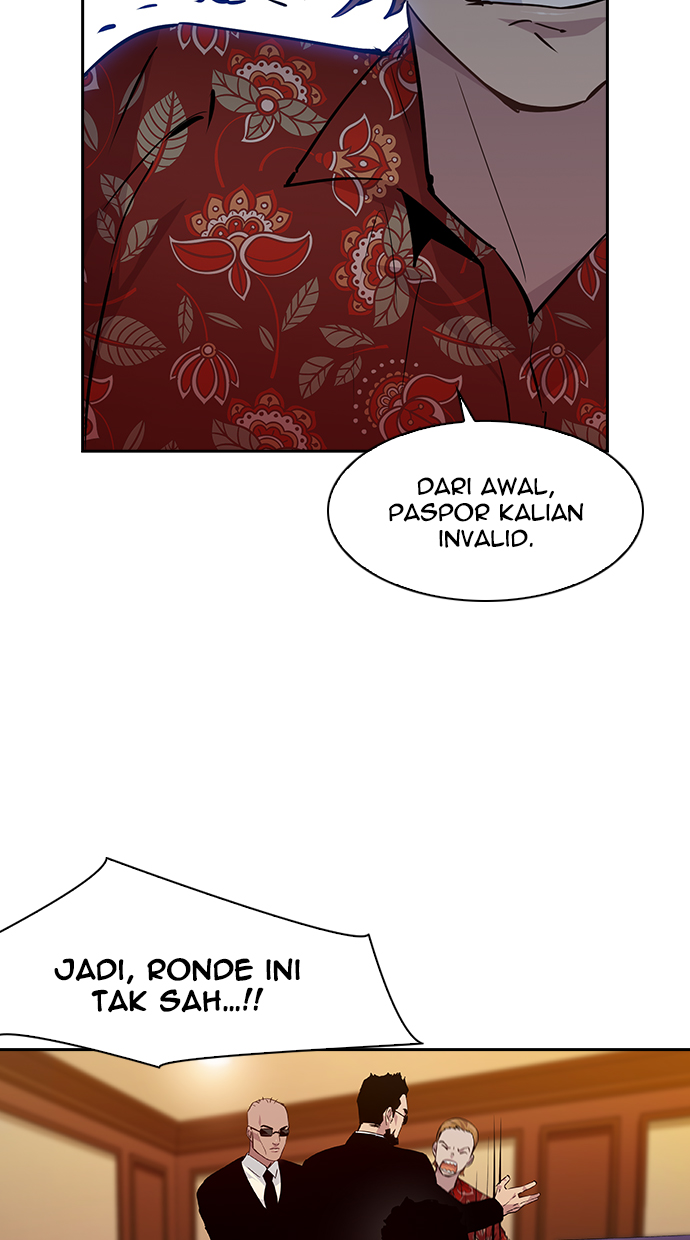 DARI AWAL,
PASPOR KALIAN
INVALID.
JADI, RONDE INI
TAK SAH...!!